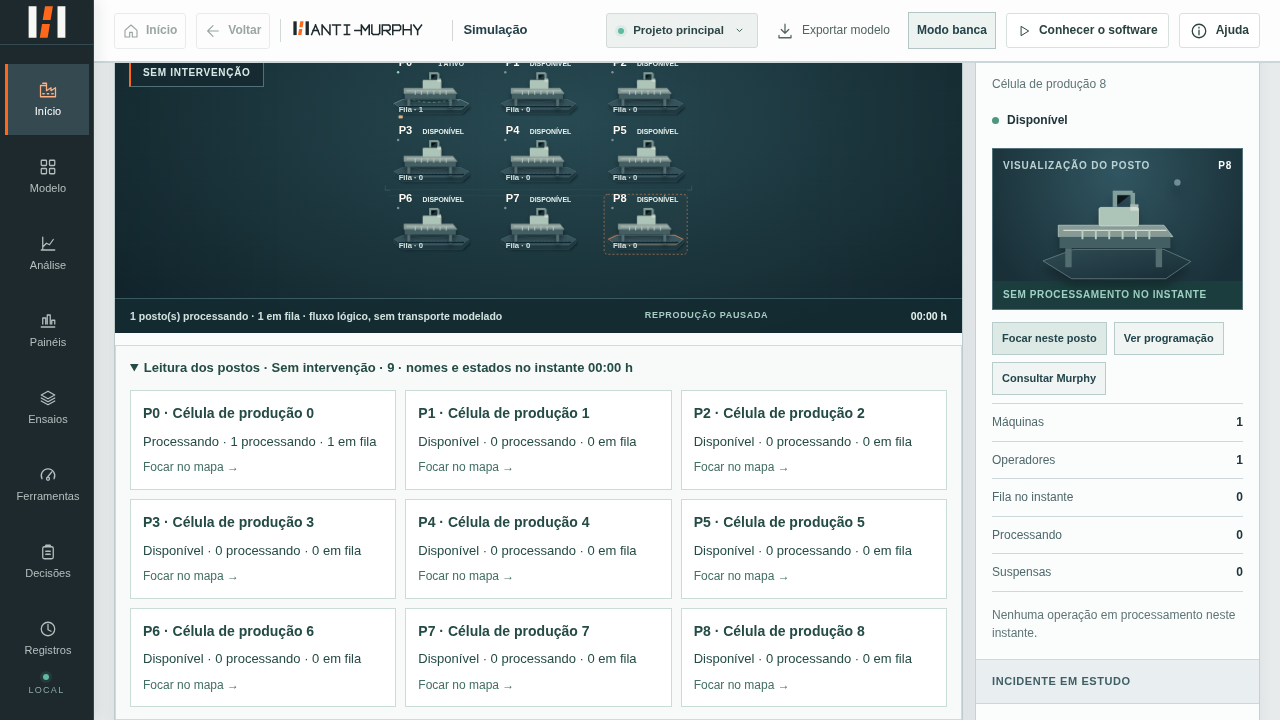 Início
Voltar
ANTI-MURPHY
Simulação
Projeto principal
Exportar modelo
Modo banca
Conhecer o software
Ajuda
Início
Modelo
Análise
Painéis
Ensaios
Ferramentas
Decisões
Registros
LOCAL
SEM INTERVENÇÃO
P0 1 ATIVO
P1 DISPONÍVEL
P2 DISPONÍVEL
Fila · 1
Fila · 0
Fila · 0
P3 DISPONÍVEL
P4 DISPONÍVEL
P5 DISPONÍVEL
Fila · 0
Fila · 0
Fila · 0
P6 DISPONÍVEL
P7 DISPONÍVEL
P8 DISPONÍVEL
Fila · 0
Fila · 0
Fila · 0
1 posto(s) processando · 1 em fila · fluxo lógico, sem transporte modelado
REPRODUÇÃO PAUSADA
00:00 h
▼ Leitura dos postos · Sem intervenção · 9 · nomes e estados no instante 00:00 h
P0 · Célula de produção 0
Processando · 1 processando · 1 em fila
Focar no mapa →
P1 · Célula de produção 1
Disponível · 0 processando · 0 em fila
Focar no mapa →
P2 · Célula de produção 2
Disponível · 0 processando · 0 em fila
Focar no mapa →
P3 · Célula de produção 3
Disponível · 0 processando · 0 em fila
Focar no mapa →
P4 · Célula de produção 4
Disponível · 0 processando · 0 em fila
Focar no mapa →
P5 · Célula de produção 5
Disponível · 0 processando · 0 em fila
Focar no mapa →
P6 · Célula de produção 6
Disponível · 0 processando · 0 em fila
Focar no mapa →
P7 · Célula de produção 7
Disponível · 0 processando · 0 em fila
Focar no mapa →
P8 · Célula de produção 8
Disponível · 0 processando · 0 em fila
Focar no mapa →
Célula de produção 8
Disponível
VISUALIZAÇÃO DO POSTO P8
SEM PROCESSAMENTO NO INSTANTE
Focar neste posto
Ver programação
Consultar Murphy
Máquinas 1
Operadores 1
Fila no instante 0
Processando 0
Suspensas 0
Nenhuma operação em processamento neste
instante.
INCIDENTE EM ESTUDO